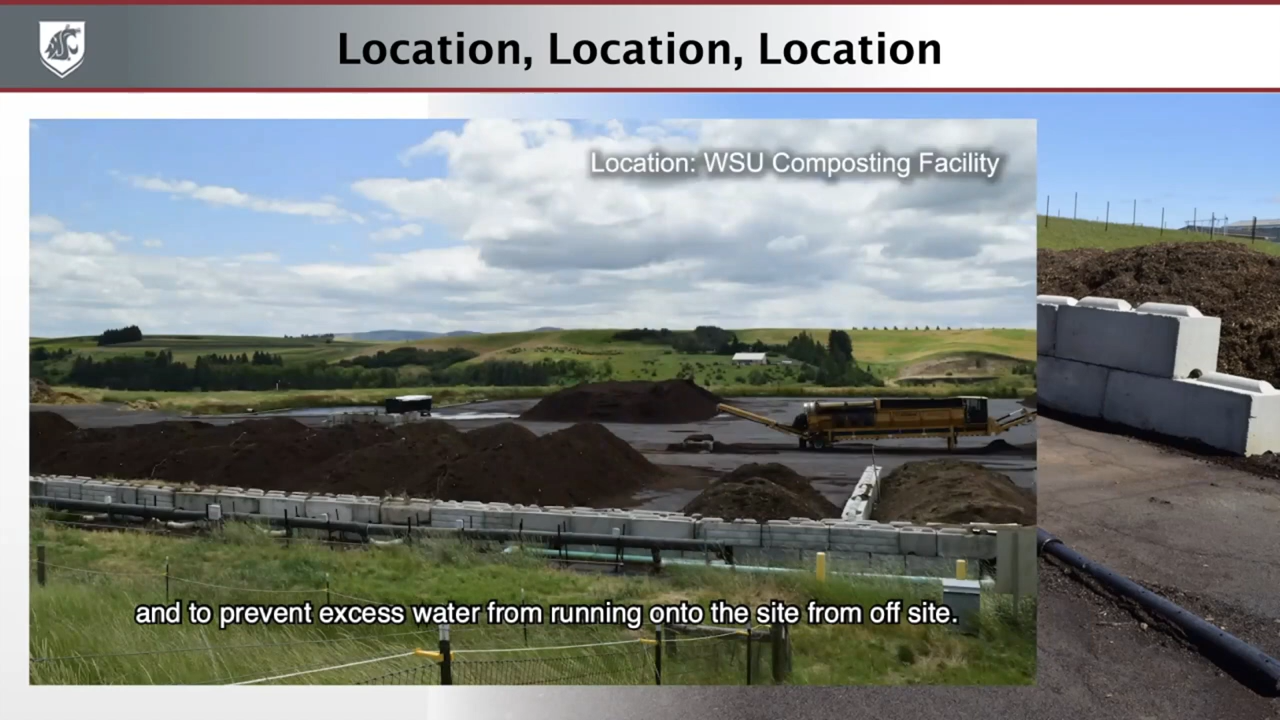 Location, Location, Location
Location: WSU Composting Facility
and to prevent excess water from running onto the site from off site.